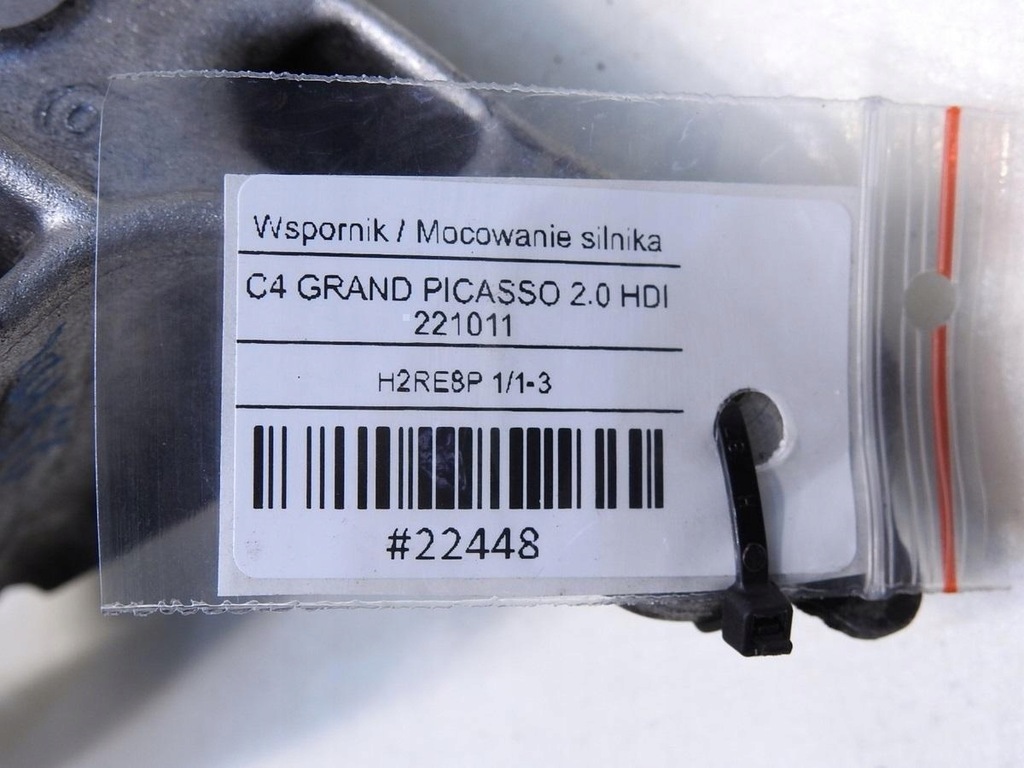 Wspornik / Mocowanie silnika
C4 GRAND PICASSO 2.0 HDI
221011
H2RE8P 1/1-3
#22448